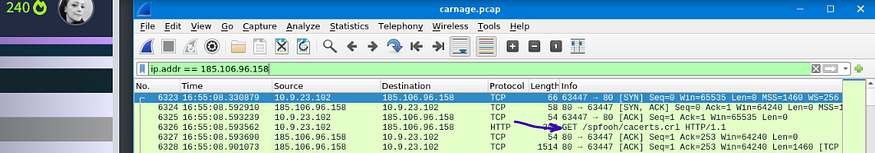 240
carnage.pcap
File Edit View Go Capture Analyze Statistics Telephony Wireless Tools Help
ip.addr == 185.106.96.158
No. Time Source Destination Protocol Length Info
6323 16:55:08.330879 10.9.23.102 185.106.96.158 TCP 66 63447 → 80 [SYN] Seq=0 Win=65535 Len=0 MSS=1460 WS=256
6324 16:55:08.592910 185.106.96.158 10.9.23.102 TCP 58 80 → 63447 [SYN, ACK] Seq=0 Ack=1 Win=64240 Len=0 MSS=1
6325 16:55:08.593239 10.9.23.102 185.106.96.158 TCP 54 63447 → 80 [ACK] Seq=1 Ack=1 Win=65535 Len=0
6326 16:55:08.593562 10.9.23.102 185.106.96.158 HTTP GET /spfooh/cacerts.crl HTTP/1.1
6327 16:55:08.593690 185.106.96.158 10.9.23.102 TCP 54 80 → 63447 [ACK] Seq=1 Ack=253 Win=64240 Len=0
6328 16:55:08.901073 185.106.96.158 10.9.23.102 TCP 1514 80 → 63447 [ACK] Seq=1 Ack=253 Win=64240 Len=1460 [TCP